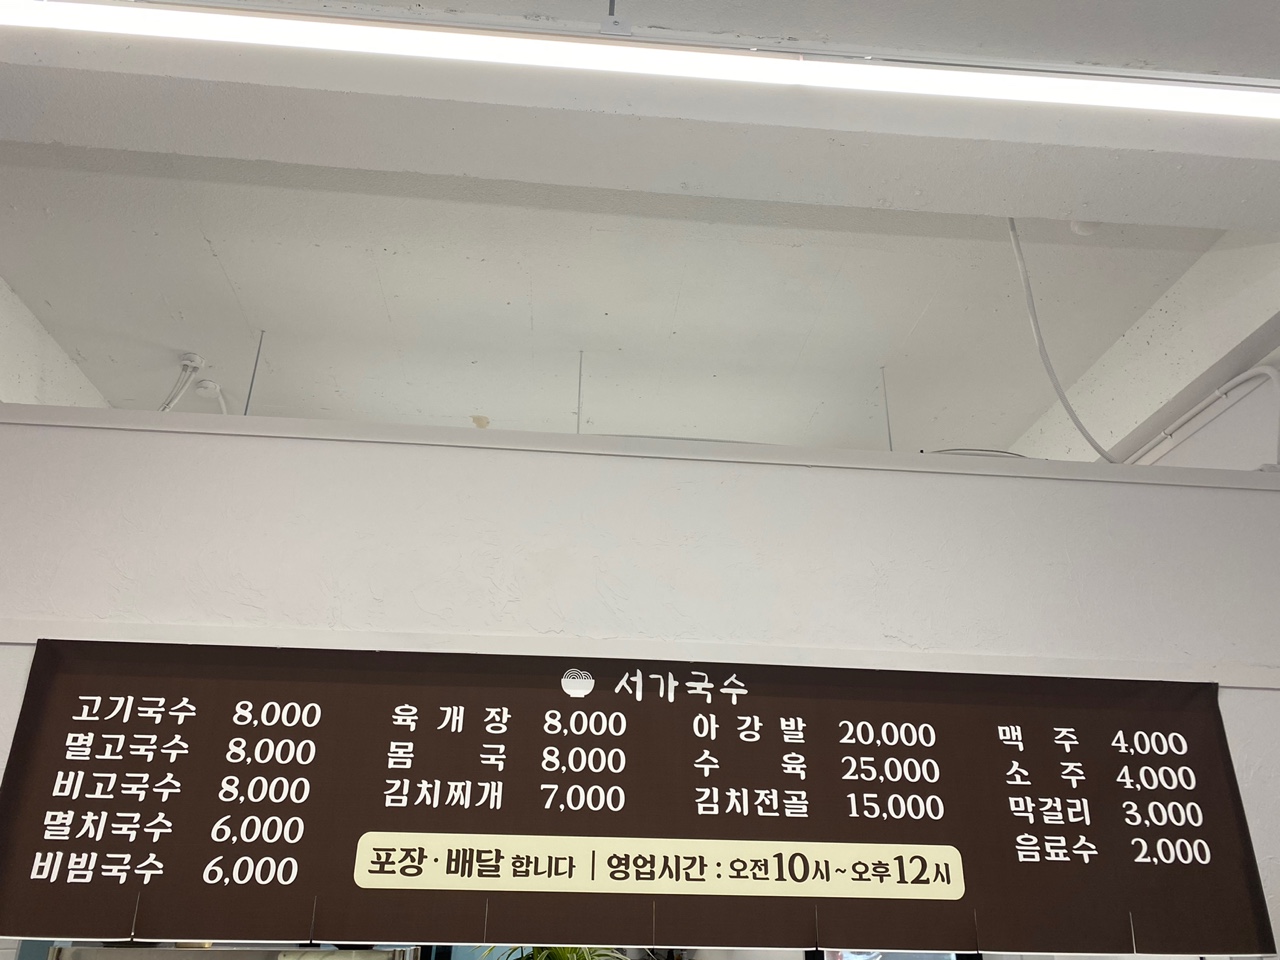 서가국수
고기국수 8,000
멸고국수 8,000
비고국수 8,000
멸치국수 6,000
비빔국수 6,000
육개장 8,000
몸국 8,000
김치찌개 7,000
아강발 20,000
수육 25,000
김치전골 15,000
맥주 4,000
소주 4,000
막걸리 3,000
음료수 2,000
포장·배달 합니다 | 영업시간 : 오전10시~오후12시